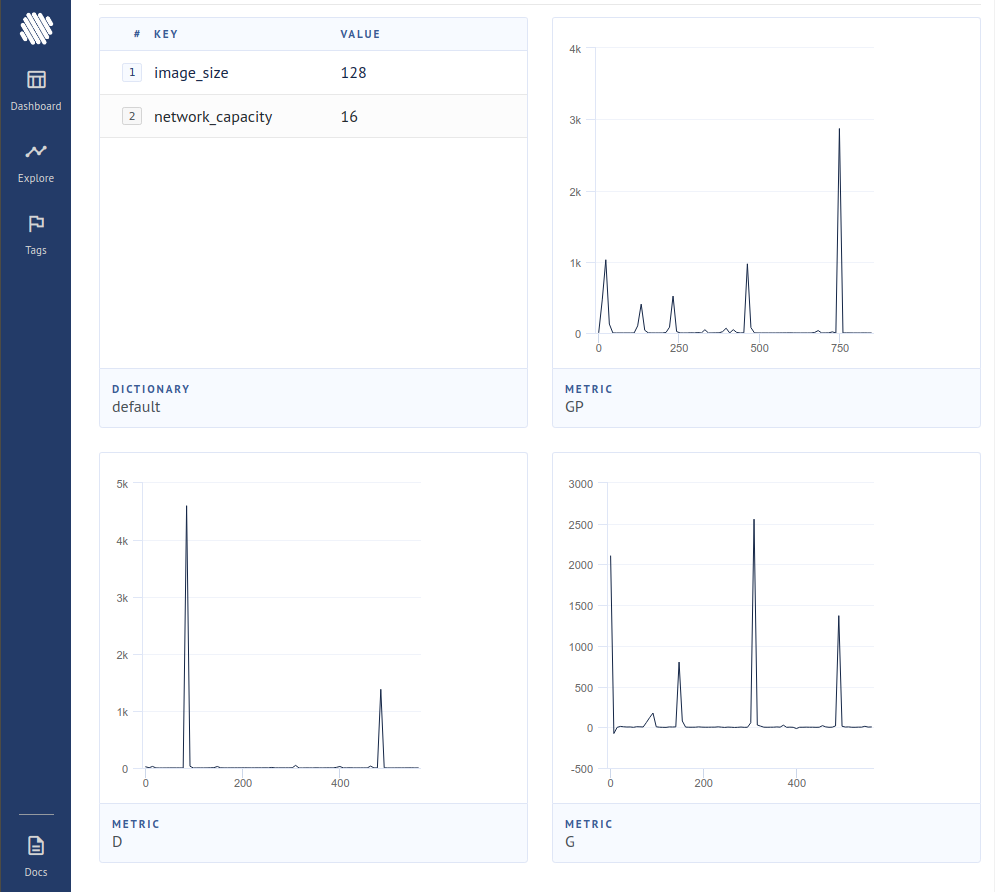 Dashboard
Explore
Tags
Docs
# KEY VALUE
1 image_size 128
2 network_capacity 16
DICTIONARY
default
4k
3k
2k
1k
0
0 250 500 750
METRIC
GP
5k
4k
3k
2k
1k
0
0 200 400
METRIC
D
3000
2500
2000
1500
1000
500
0
-500
0 200 400
METRIC
G